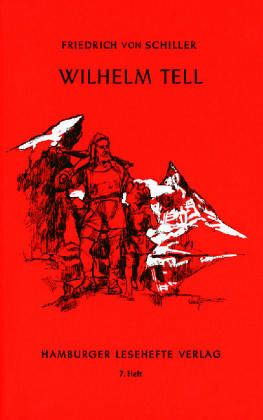 FRIEDRICH VON SCHILLER
WILHELM TELL
HAMBURGER LESEHEFTE VERLAG
7. Heft